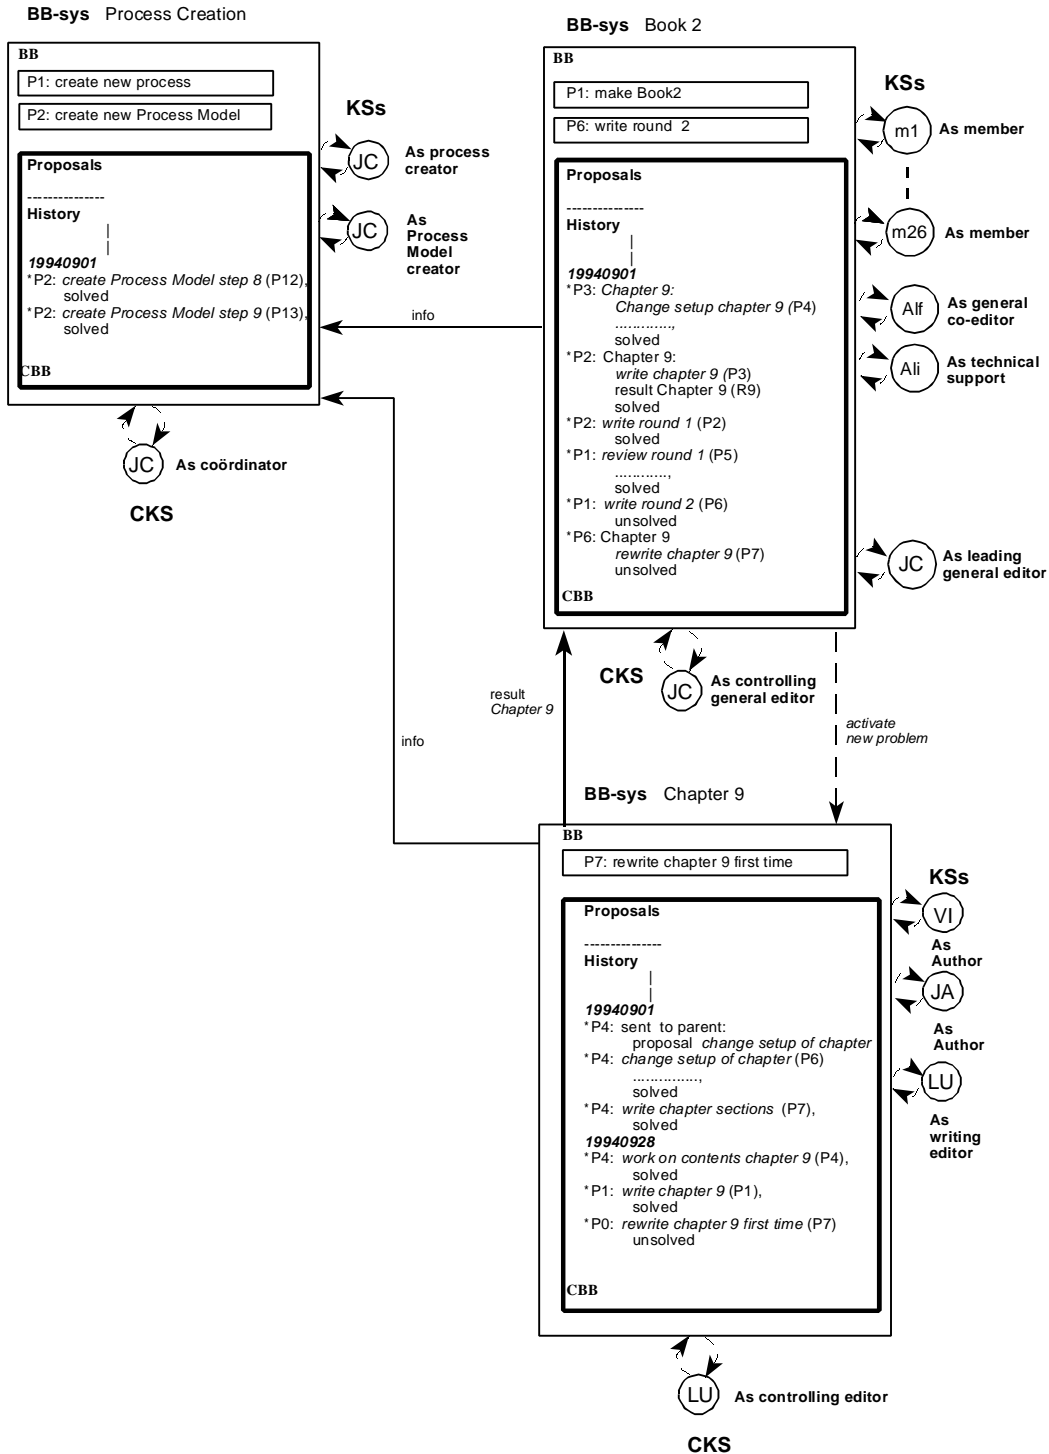 BB-sys Process Creation
BB
P1: create new process
P2: create new Process Model
Proposals
---------------
History
|
|
19940901
*P2: create Process Model step 8 (P12),
solved
*P2: create Process Model step 9 (P13),
solved
CBB
KSs
JC
As process
creator
JC
As
Process
Model
creator
JC
As coördinator
CKS
info
BB-sys Book 2
BB
P1: make Book2
P6: write round 2
Proposals
---------------
History
|
|
19940901
*P3: Chapter 9:
Change setup chapter 9 (P4)
.............,
solved
*P2: Chapter 9:
write chapter 9 (P3)
result Chapter 9 (R9)
solved
*P2: write round 1 (P2)
solved
*P1: review round 1 (P5)
.............,
solved
*P1: write round 2 (P6)
unsolved
*P6: Chapter 9
rewrite chapter 9 (P7)
unsolved
CBB
KSs
m1
As member
m26
As member
Alf
As general
co-editor
Ali
As technical
support
JC
As leading
general editor
CKS
JC
As controlling
general editor
result
Chapter 9
info
activate
new problem
BB-sys Chapter 9
BB
P7: rewrite chapter 9 first time
Proposals
---------------
History
|
|
19940901
*P4: sent to parent:
proposal change setup of chapter
*P4: change setup of chapter (P6)
................,
solved
*P4: write chapter sections (P7),
solved
19940928
*P4: work on contents chapter 9 (P4),
solved
*P1: write chapter 9 (P1),
solved
*P0: rewrite chapter 9 first time (P7)
unsolved
CBB
KSs
VI
As
Author
JA
As
Author
LU
As
writing
editor
LU
As controlling editor
CKS